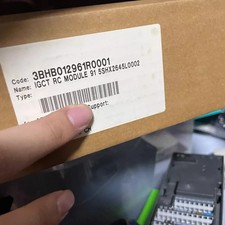 Code: 3BHB012961R0001
Name: IGCT RC MODULE 91 5SHX2645L0002
Type:
Support: